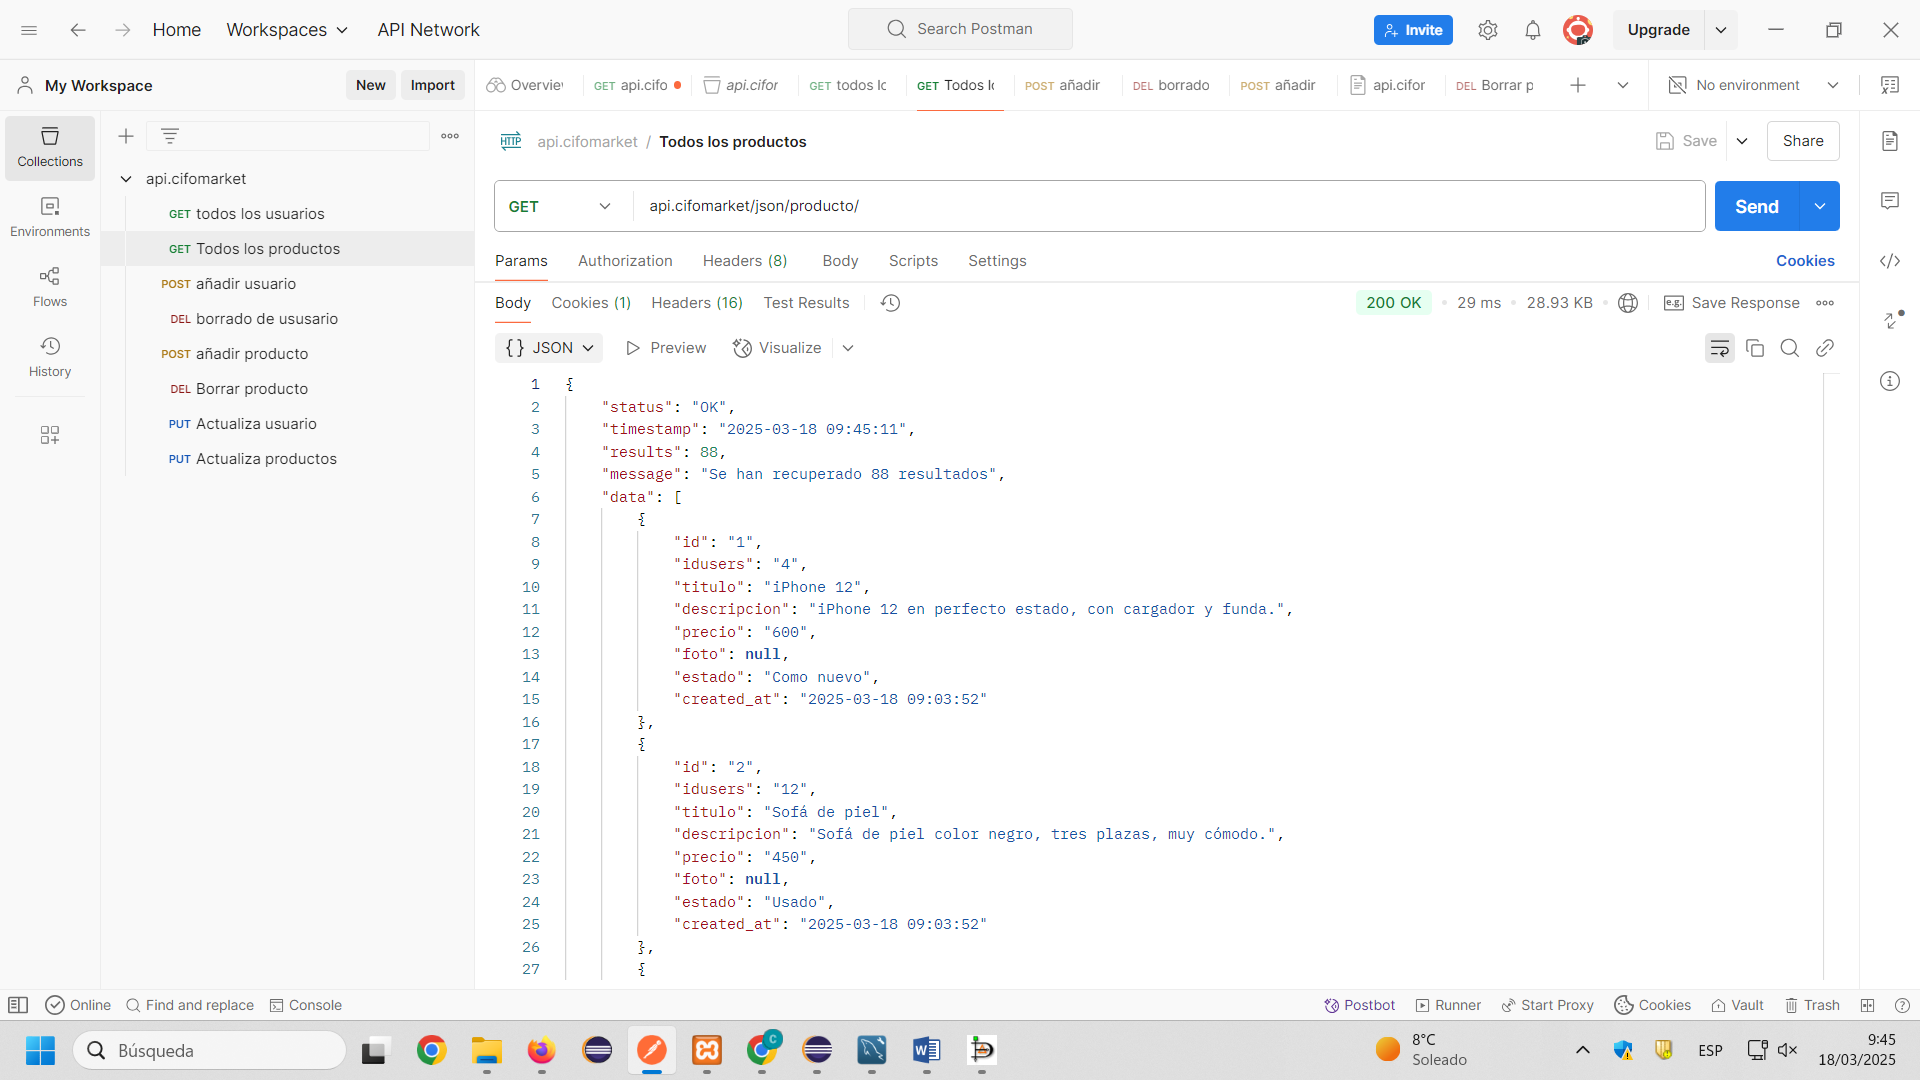 Home
Workspaces
API Network
Search Postman
Invite
Upgrade
My Workspace
New
Import
Overvie
GET api.cifo
api.cifor
GET todos lo
GET Todos lo
POST añadir
DEL borrado
POST añadir
api.cifor
DEL Borrar p
No environment
Collections
Environments
Flows
History
api.cifomarket
GET todos los usuarios
GET Todos los productos
POST añadir usuario
DEL borrado de ususario
POST añadir producto
DEL Borrar producto
PUT Actualiza usuario
PUT Actualiza productos
HTTP api.cifomarket / Todos los productos
Save
Share
GET
api.cifomarket/json/producto/
Send
Params
Authorization
Headers (8)
Body
Scripts
Settings
Cookies
Body
Cookies (1)
Headers (16)
Test Results
200 OK
29 ms
28.93 KB
e.g. Save Response
{} JSON
Preview
Visualize
1 {
2 "status": "OK",
3 "timestamp": "2025-03-18 09:45:11",
4 "results": 88,
5 "message": "Se han recuperado 88 resultados",
6 "data": [
7 {
8 "id": "1",
9 "idusers": "4",
10 "titulo": "iPhone 12",
11 "descripcion": "iPhone 12 en perfecto estado, con cargador y funda.",
12 "precio": "600",
13 "foto": null,
14 "estado": "Como nuevo",
15 "created_at": "2025-03-18 09:03:52"
16 },
17 {
18 "id": "2",
19 "idusers": "12",
20 "titulo": "Sofá de piel",
21 "descripcion": "Sofá de piel color negro, tres plazas, muy cómodo.",
22 "precio": "450",
23 "foto": null,
24 "estado": "Usado",
25 "created_at": "2025-03-18 09:03:52"
26 },
27 {
Online
Find and replace
Console
Postbot
Runner
Start Proxy
Cookies
Vault
Trash
Búsqueda
8°C
Soleado
ESP
9:45
18/03/2025